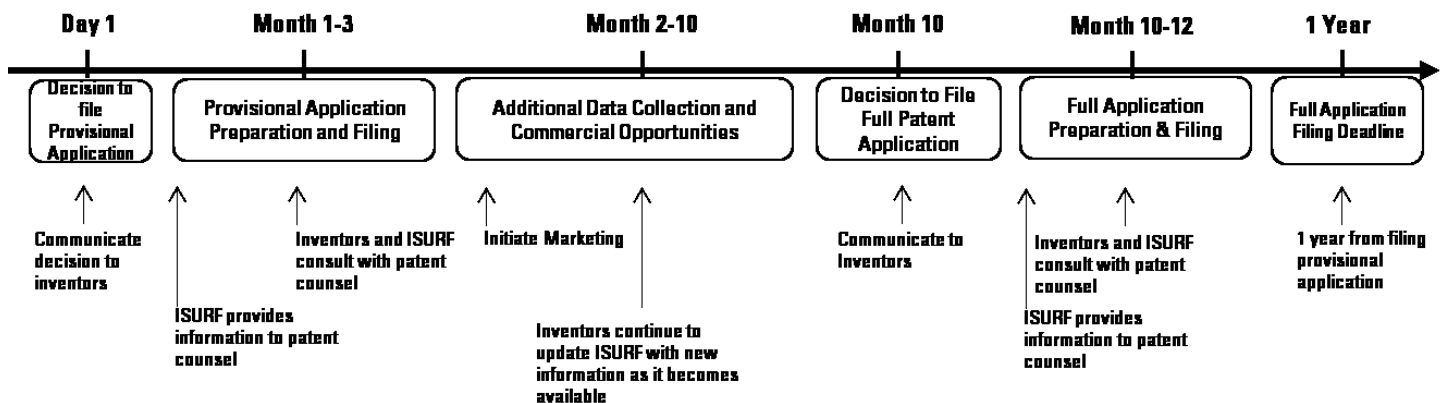 Day 1
Month 1-3
Month 2-10
Month 10
Month 10-12
1 Year
Decision to
file
Provisional
Application
Provisional Application
Preparation and Filing
Additional Data Collection and
Commercial Opportunities
Decision to File
Full Patent
Application
Full Application
Preparation & Filing
Full Application
Filing Deadline
Communicate
decision to
inventors
ISURF provides
information to patent
counsel
Inventors and ISURF
consult with patent
counsel
Initiate Marketing
Inventors continue to
update ISURF with new
information as it becomes
available
Communicate to
Inventors
Inventors and ISURF
consult with patent
counsel
ISURF provides
information to patent
counsel
1 year from filing
provisional
application